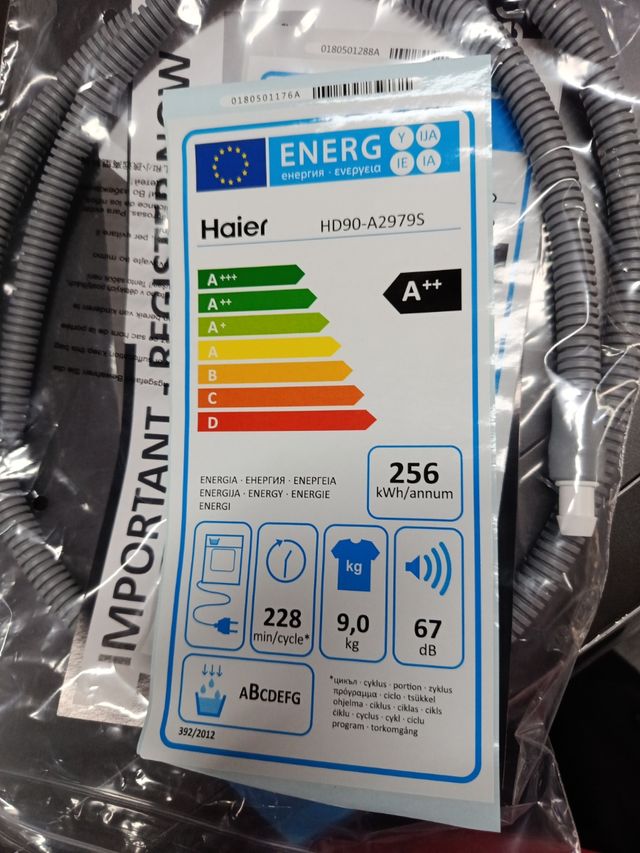 0180501288A
0180501176A
ENERG Y IJA IE IA
енергия · ενεργεια
Haier HD90-A2979S
A+++
A++
A+
A
B
C
D
A++
ENERGIA · ЕНЕРГИЯ · ΕΝΕΡΓΕΙΑ
ENERGIJA · ENERGY · ENERGIE
ENERGI
256
kWh/annum
228
min/cycle*
kg
9,0
kg
67
dB
ABCDEFG
*цикъл · cyklus · portion · zyklus
πρόγραμμα · ciclo · tsükkel
ohjelma · ciklus · ciklas · cikls
ċiklu · cyclus · cykl · ciclu
program · torkomgång
392/2012
IMPORTANT - REGISTER NOW